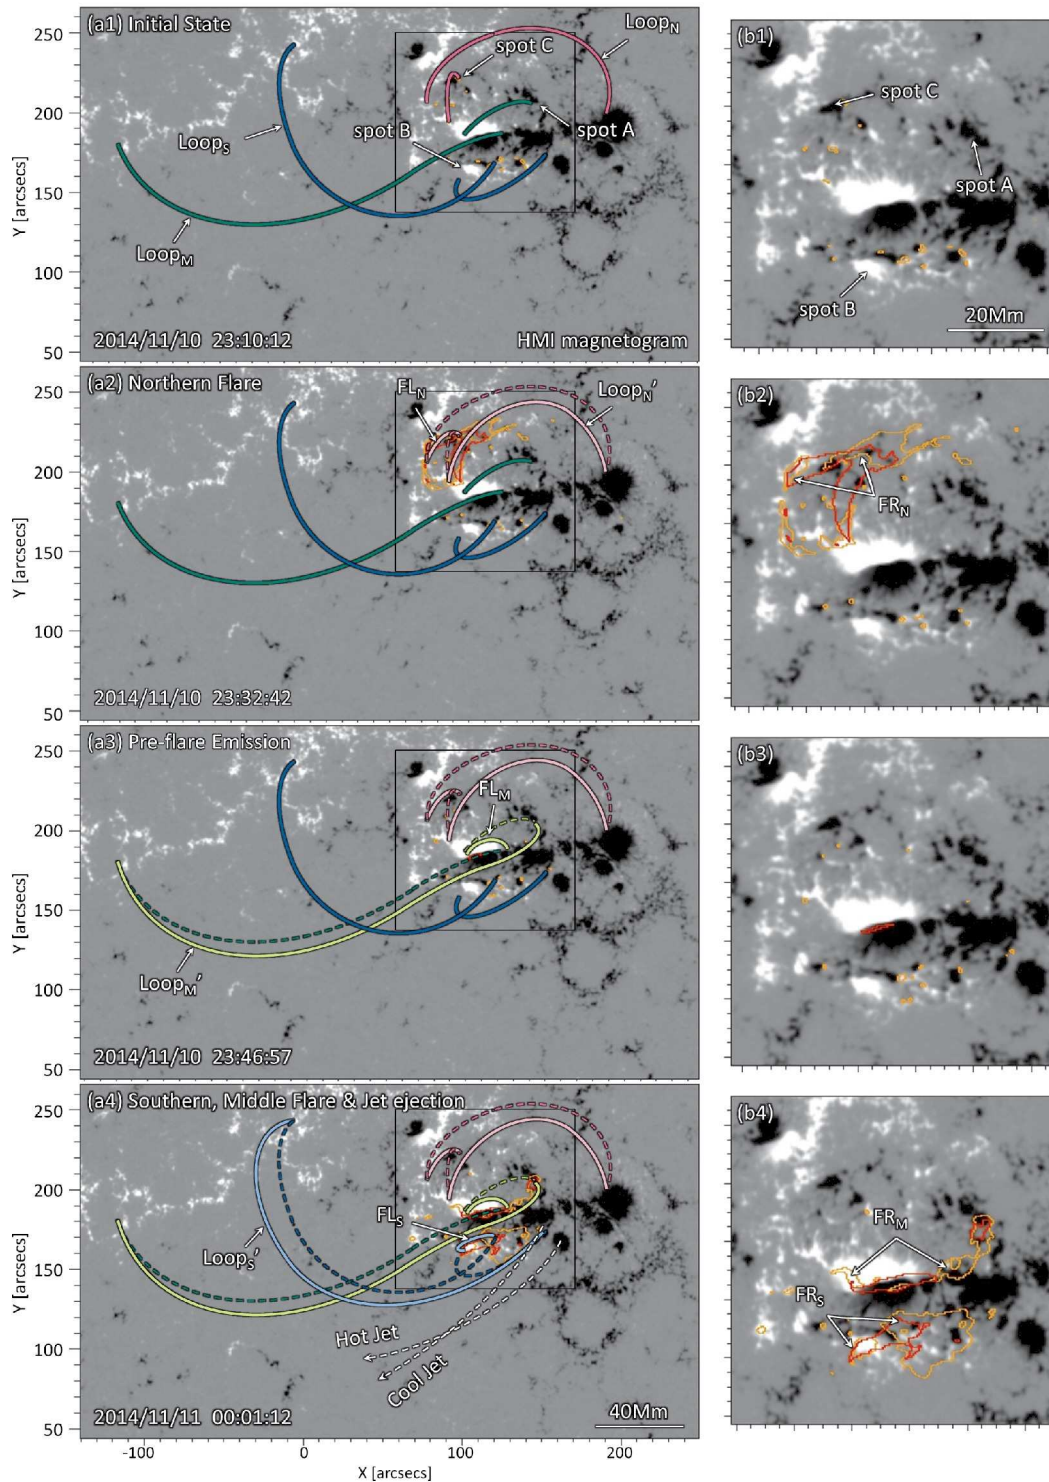 (a1) Initial State
Loop_N
spot C
Loop_S
spot B
spot A
Loop_M
2014/11/10 23:10:12
HMI magnetogram
Y [arcsecs]
250
200
150
100
50
(b1)
spot C
spot A
spot B
20Mm
(a2) Northern Flare
FL_N
Loop_N'
2014/11/10 23:32:42
Y [arcsecs]
250
200
150
100
50
(b2)
FR_N
(a3) Pre-flare Emission
FL_M
Loop_M'
2014/11/10 23:46:57
Y [arcsecs]
250
200
150
100
50
(b3)
(a4) Southern, Middle Flare & Jet ejection
FL_S
Loop_S'
Hot Jet
Cool Jet
2014/11/11 00:01:12
40Mm
Y [arcsecs]
250
200
150
100
50
-100 0 100 200
X [arcsecs]
(b4)
FR_M
FR_S